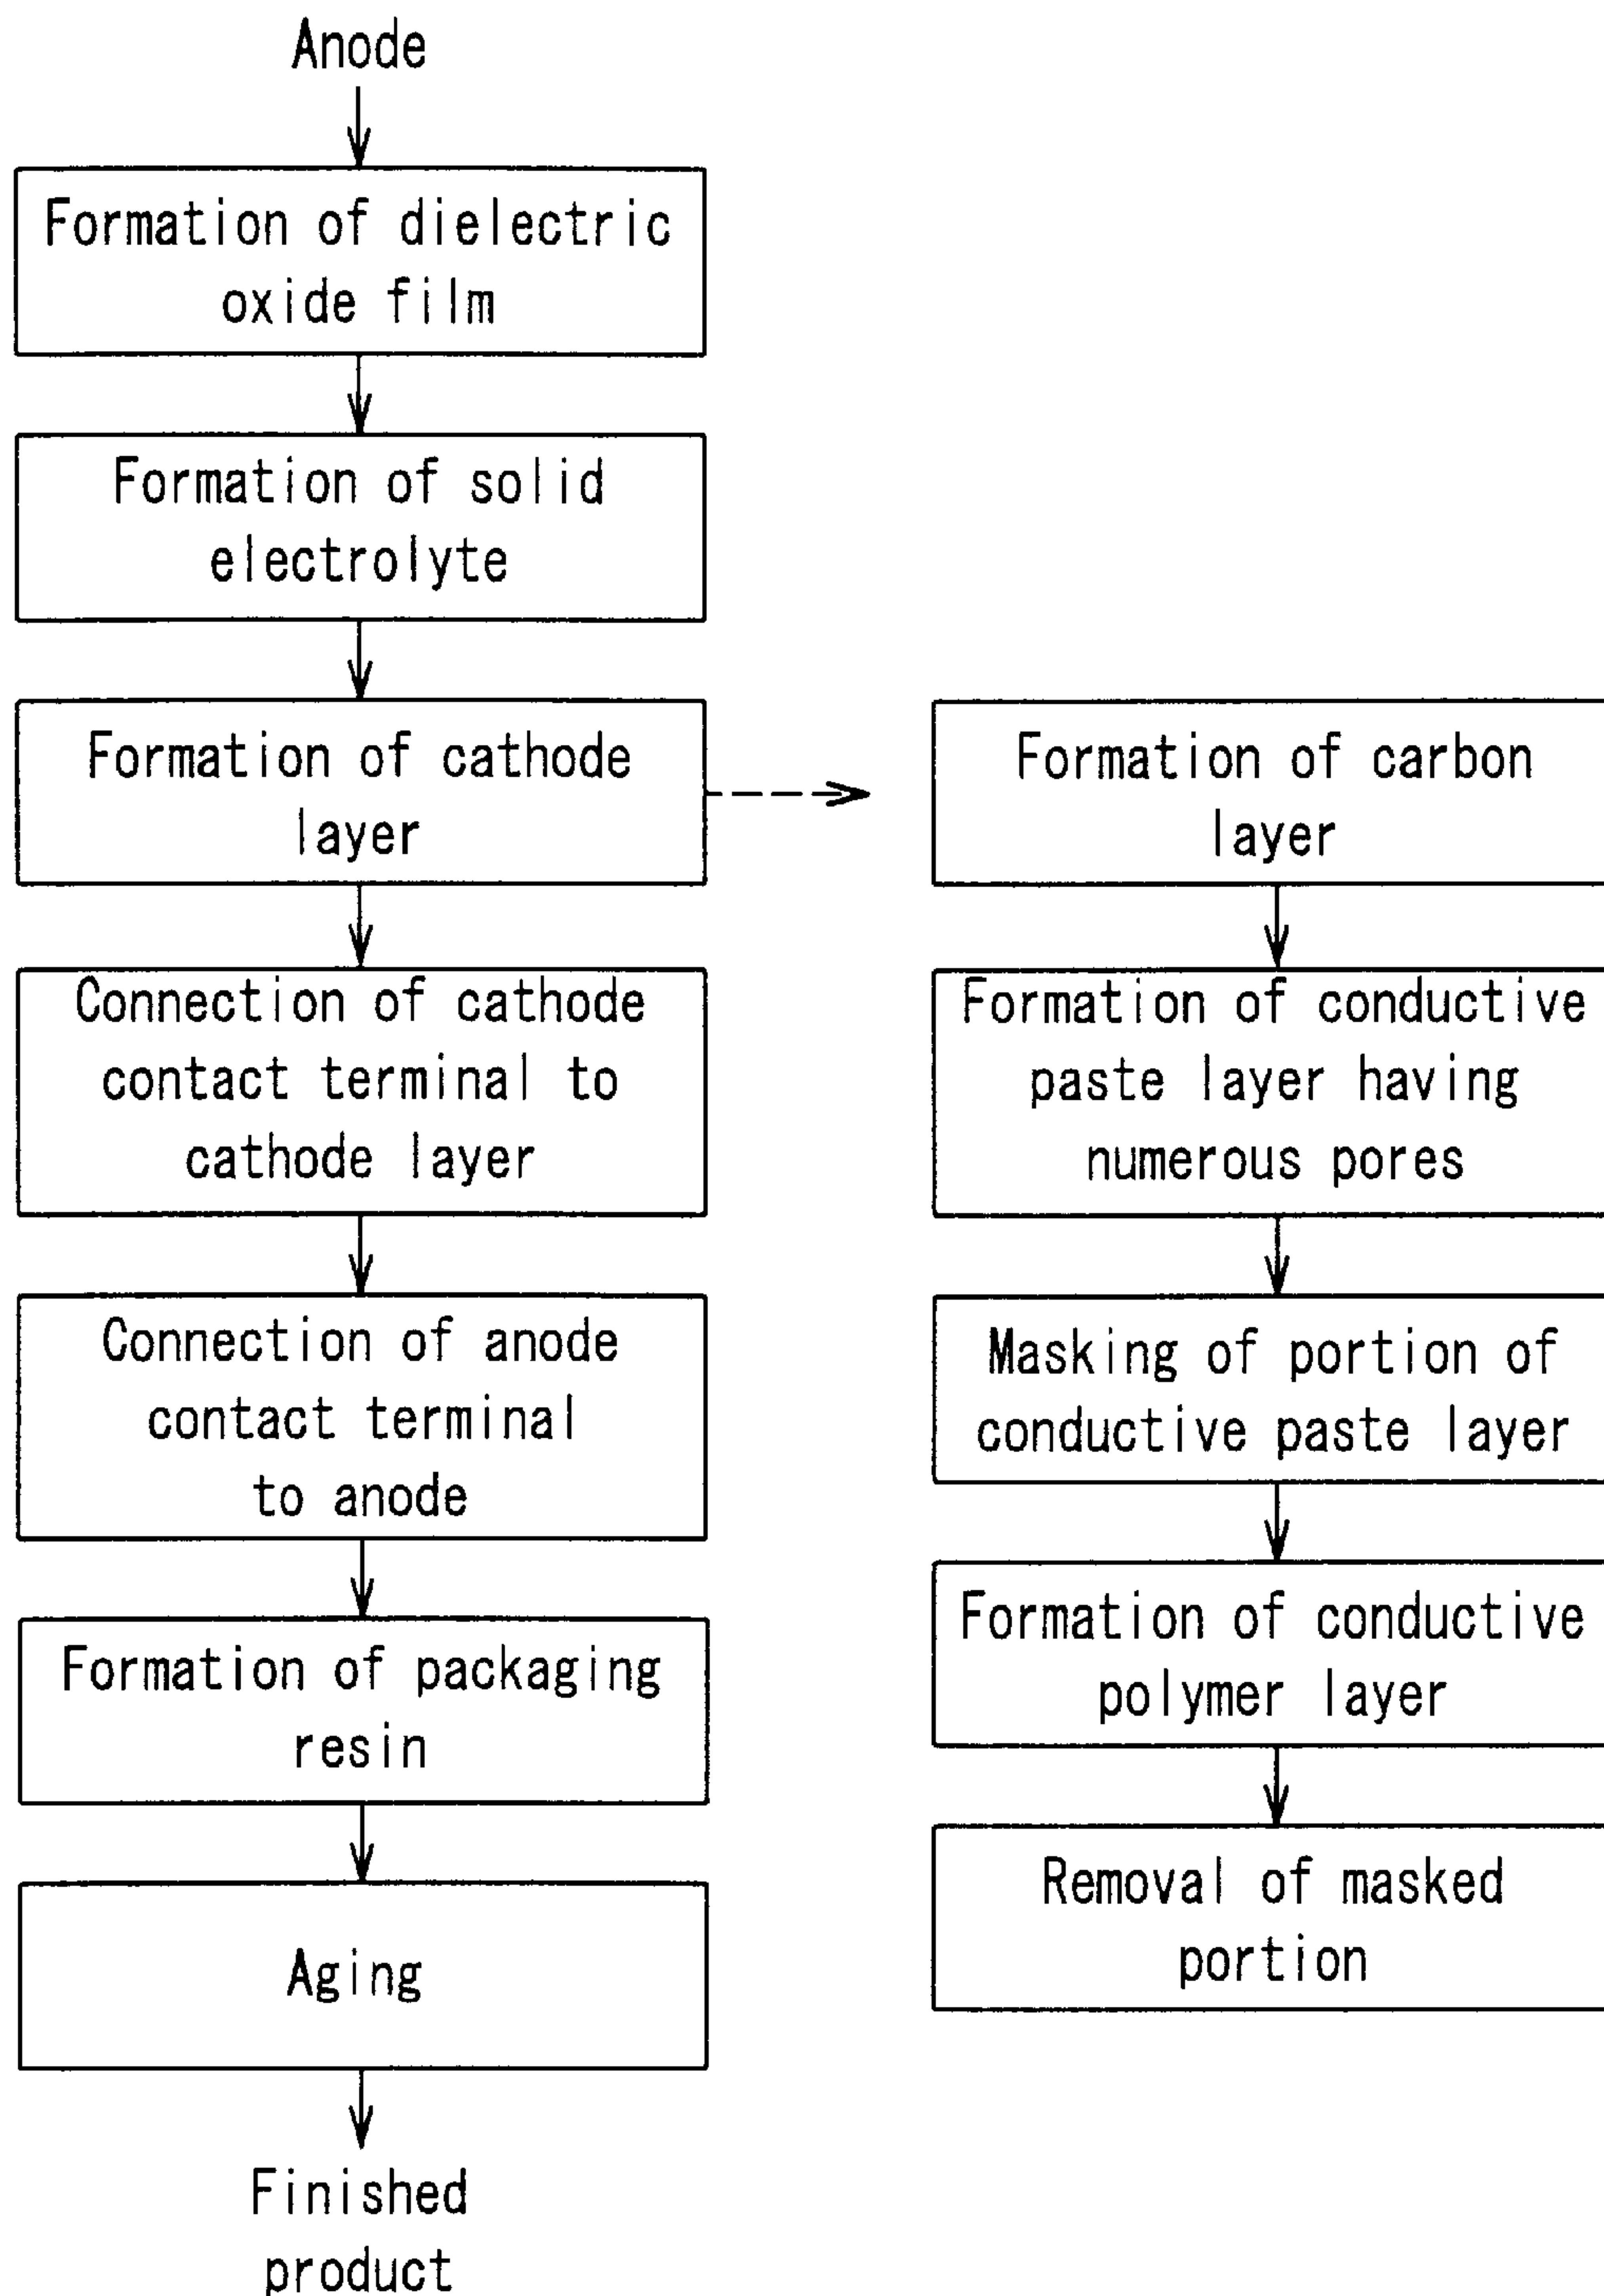 Anode
Formation of dielectric
oxide film
Formation of solid
electrolyte
Formation of cathode
layer
Connection of cathode
contact terminal to
cathode layer
Connection of anode
contact terminal
to anode
Formation of packaging
resin
Aging
Finished
product
Formation of carbon
layer
Formation of conductive
paste layer having
numerous pores
Masking of portion of
conductive paste layer
Formation of conductive
polymer layer
Removal of masked
portion